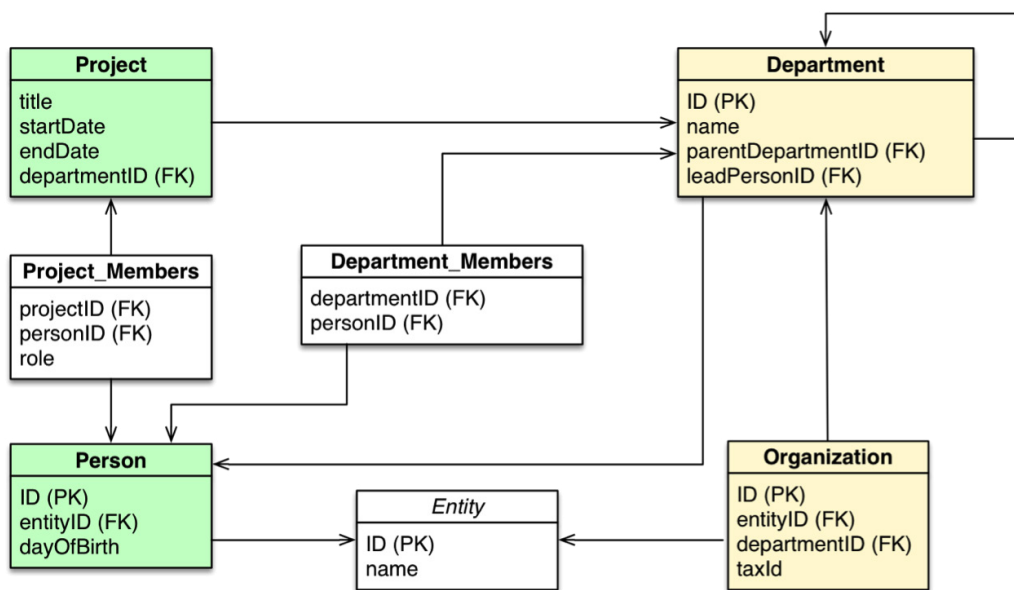 Project
title
startDate
endDate
departmentID (FK)
Department
ID (PK)
name
parentDepartmentID (FK)
leadPersonID (FK)
Project_Members
projectID (FK)
personID (FK)
role
Department_Members
departmentID (FK)
personID (FK)
Person
ID (PK)
entityID (FK)
dayOfBirth
Entity
ID (PK)
name
Organization
ID (PK)
entityID (FK)
departmentID (FK)
taxId